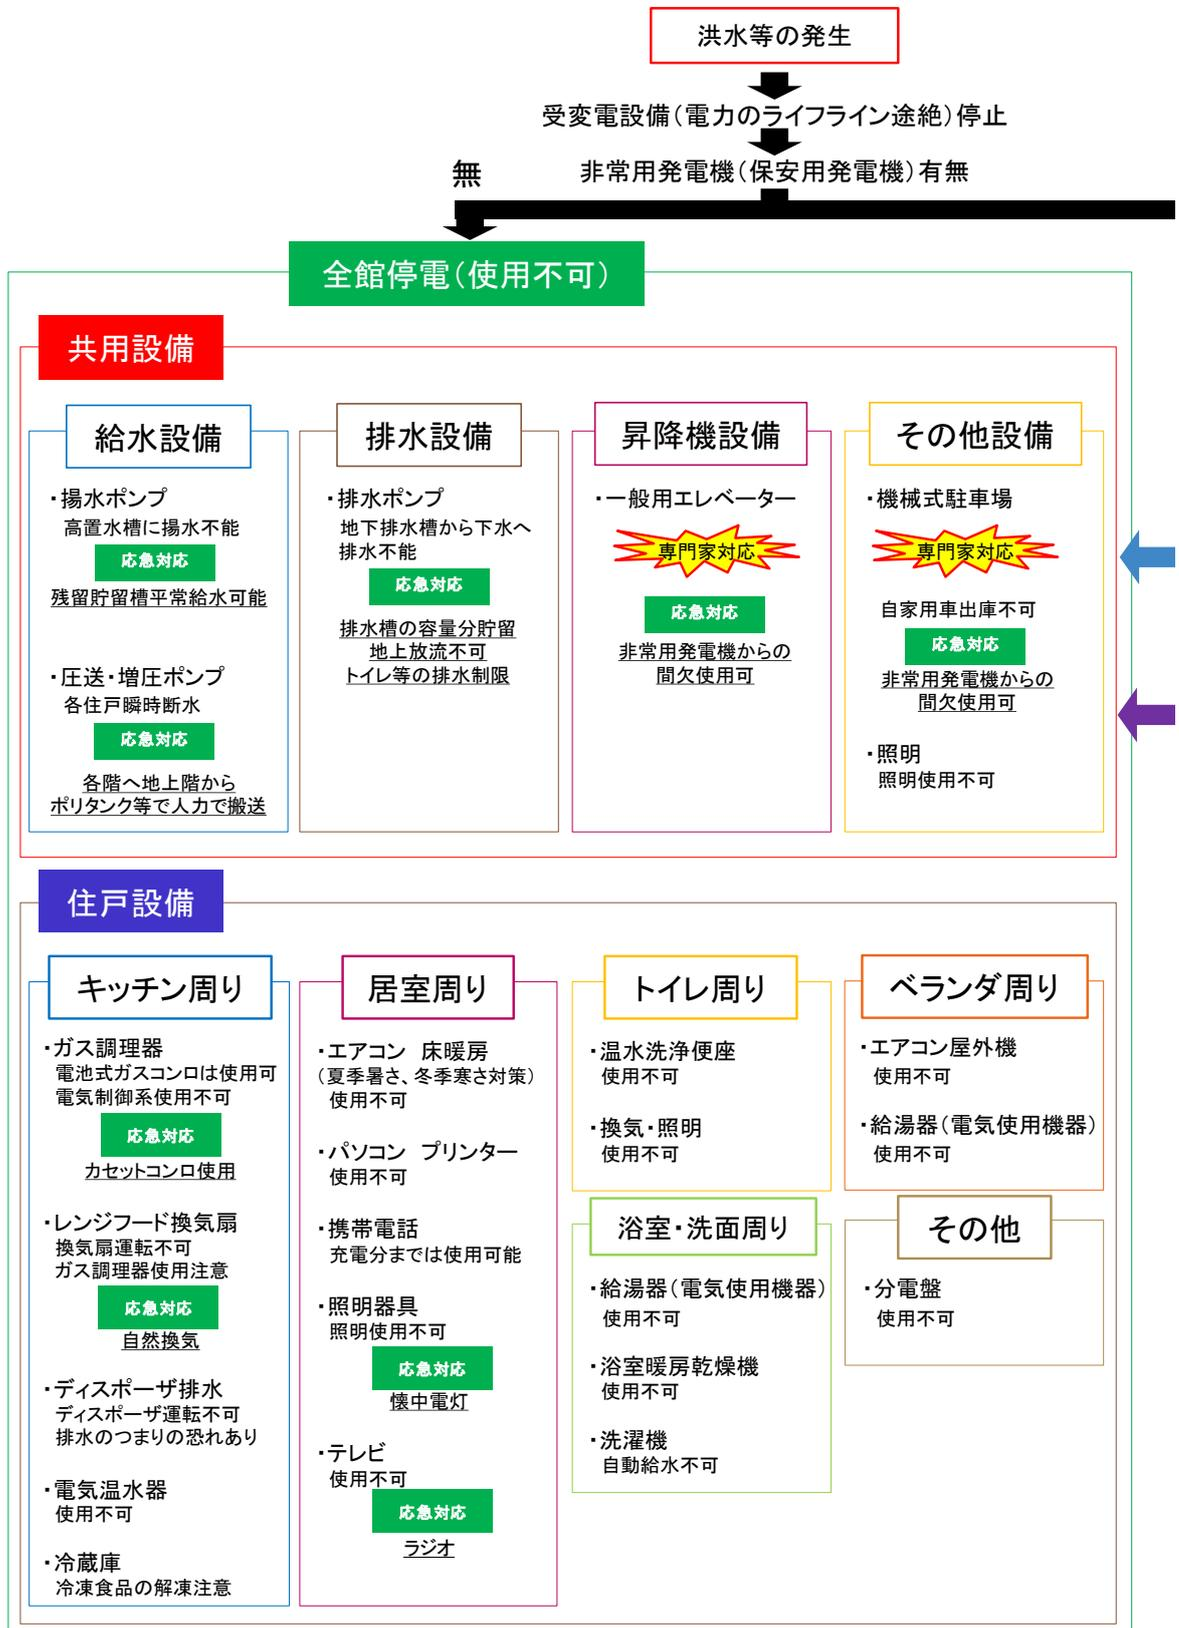 洪水等の発生
受変電設備（電力のライフライン途絶）停止
無
非常用発電機（保安用発電機）有無
全館停電（使用不可）
共用設備
給水設備
・揚水ポンプ
高置水槽に揚水不能
応急対応
残留貯留槽平常給水可能
・圧送・増圧ポンプ
各住戸瞬時断水
応急対応
各階へ地上階から
ポリタンク等で人力で搬送
排水設備
・排水ポンプ
地下排水槽から下水へ
排水不能
応急対応
排水槽の容量分貯留
地上放流不可
トイレ等の排水制限
昇降機設備
・一般用エレベーター
専門家対応
応急対応
非常用発電機からの
間欠使用可
その他設備
・機械式駐車場
専門家対応
自家用車出庫不可
応急対応
非常用発電機からの
間欠使用可
・照明
照明使用不可
住戸設備
キッチン周り
・ガス調理器
電池式ガスコンロは使用可
電気制御系使用不可
応急対応
カセットコンロ使用
・レンジフード換気扇
換気扇運転不可
ガス調理器使用注意
応急対応
自然換気
・ディスポーザ排水
ディスポーザ運転不可
排水のつまりの恐れあり
・電気温水器
使用不可
・冷蔵庫
冷凍食品の解凍注意
居室周り
・エアコン　床暖房
（夏季暑さ、冬季寒さ対策）
使用不可
・パソコン　プリンター
使用不可
・携帯電話
充電分までは使用可能
・照明器具
照明使用不可
応急対応
懐中電灯
・テレビ
使用不可
応急対応
ラジオ
トイレ周り
・温水洗浄便座
使用不可
・換気・照明
使用不可
浴室・洗面周り
・給湯器（電気使用機器）
使用不可
・浴室暖房乾燥機
使用不可
・洗濯機
自動給水不可
ベランダ周り
・エアコン屋外機
使用不可
・給湯器（電気使用機器）
使用不可
その他
・分電盤
使用不可